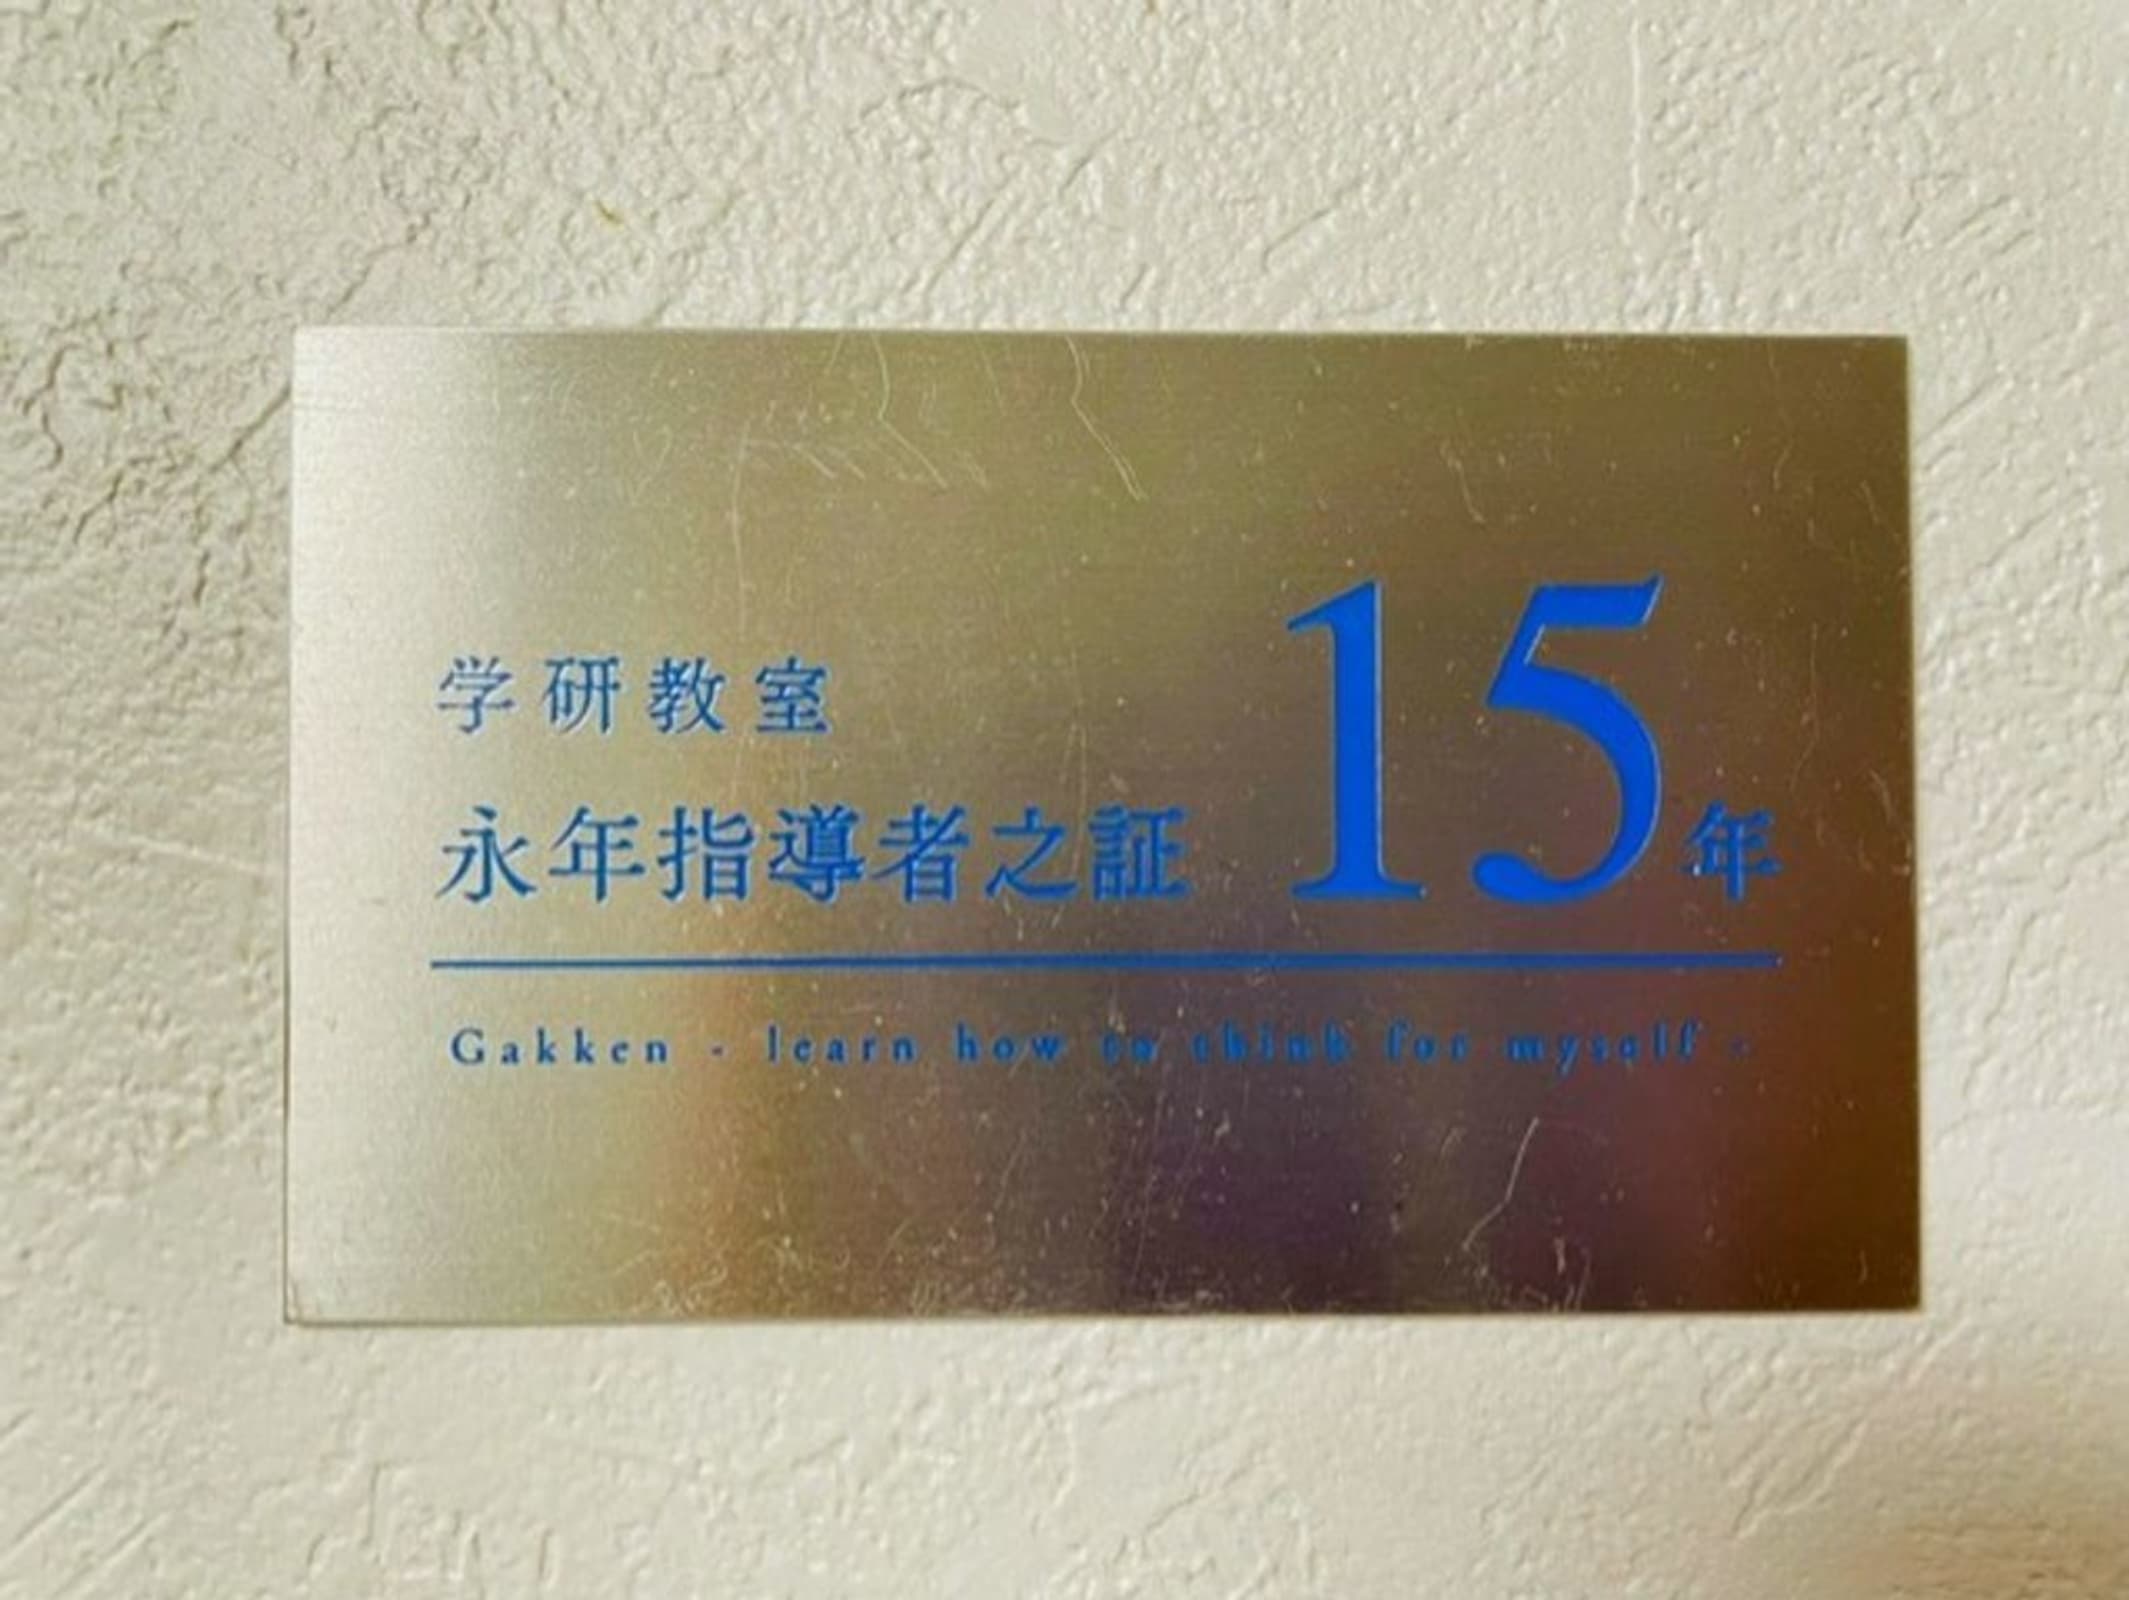 学研教室
永年指導者之証 15年
Gakken - learn how to think for myself -